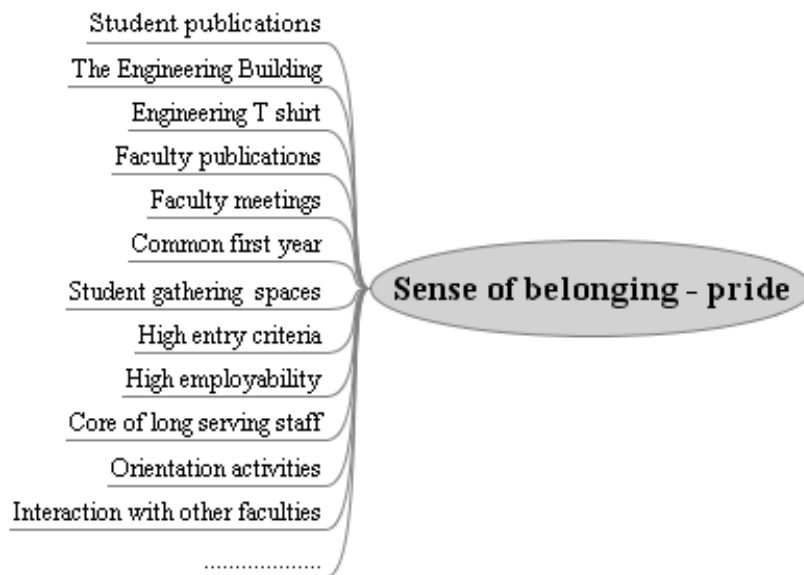 Student publications
The Engineering Building
Engineering T shirt
Faculty publications
Faculty meetings
Common first year
Student gathering  spaces
High entry criteria
High employability
Core of long serving staff
Orientation activities
Interaction with other faculties
...................
Sense of belonging - pride